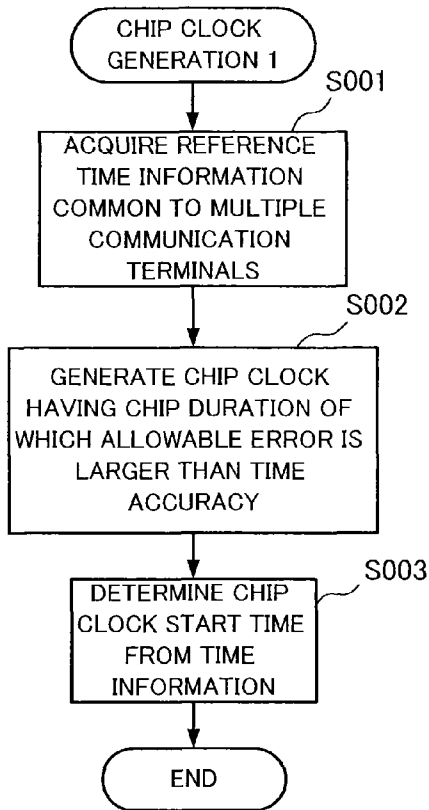 CHIP CLOCK
GENERATION 1
S001
ACQUIRE REFERENCE
TIME INFORMATION
COMMON TO MULTIPLE
COMMUNICATION
TERMINALS
S002
GENERATE CHIP CLOCK
HAVING CHIP DURATION OF
WHICH ALLOWABLE ERROR IS
LARGER THAN TIME
ACCURACY
S003
DETERMINE CHIP
CLOCK START TIME
FROM TIME
INFORMATION
END